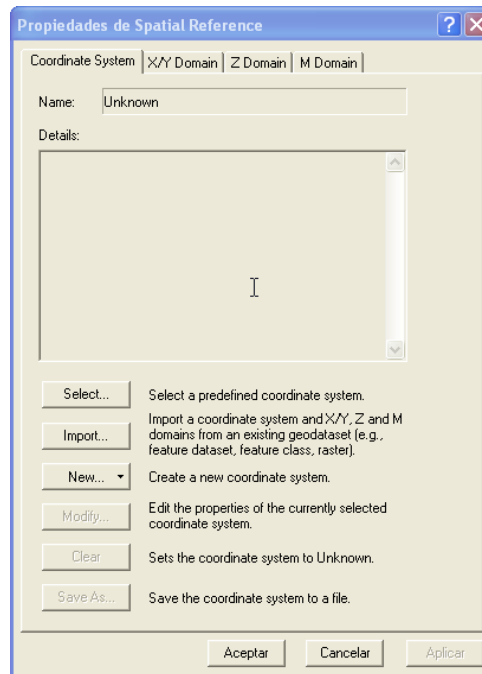 Propiedades de Spatial Reference
Coordinate System X/Y Domain Z Domain M Domain
Name: Unknown
Details:
Select... Select a predefined coordinate system.
Import a coordinate system and X/Y, Z and M
Import... domains from an existing geodataset (e.g.,
feature dataset, feature class, raster).
New... Create a new coordinate system.
Modify... Edit the properties of the currently selected
coordinate system.
Clear Sets the coordinate system to Unknown.
Save As... Save the coordinate system to a file.
Aceptar Cancelar Aplicar